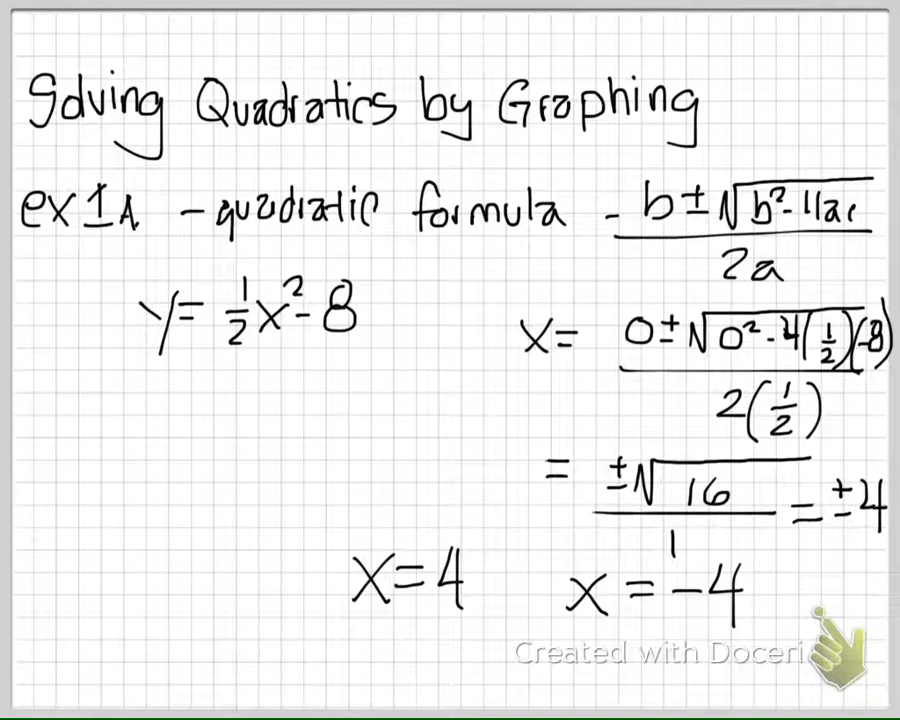 Solving Quadratics by Graphing
ex 1A - quadratic formula -b±√b²-4ac
2a
y= 1/2x²-8
x= 0±√0²-4(1/2)(-8)
2(1/2)
= ±√16 = ±4
1
x=4 x=-4
Created with Doceri